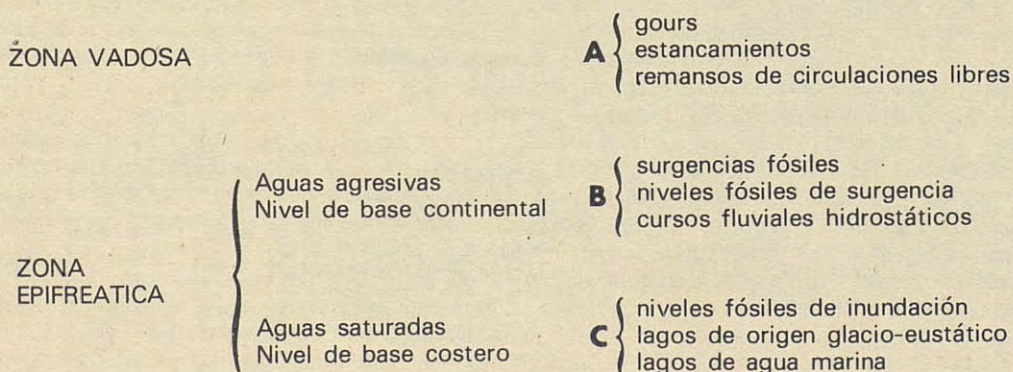 ZONA VADOSA
A
gours
estancamientos
remansos de circulaciones libres
ZONA
EPIFREATICA
Aguas agresivas
Nivel de base continental
B
surgencias fósiles
niveles fósiles de surgencia
cursos fluviales hidrostáticos
Aguas saturadas
Nivel de base costero
C
niveles fósiles de inundación
lagos de origen glacio-eustático
lagos de agua marina